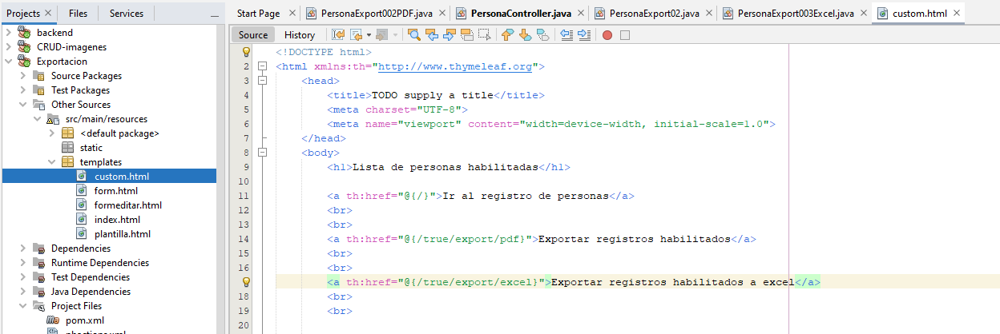 Projects Files Services
backend
CRUD-imagenes
Exportacion
Source Packages
Test Packages
Other Sources
src/main/resources
<default package>
static
templates
custom.html
form.html
formeditar.html
index.html
plantilla.html
Dependencies
Runtime Dependencies
Test Dependencies
Java Dependencies
Project Files
pom.xml
Start Page PersonaExport002PDF.java PersonaController.java PersonaExport02.java PersonaExport003Excel.java custom.html
Source History
<!DOCTYPE html>
2 <html xmlns:th="http://www.thymeleaf.org">
3 <head>
4 <title>TODO supply a title</title>
5 <meta charset="UTF-8">
6 <meta name="viewport" content="width=device-width, initial-scale=1.0">
7 </head>
8 <body>
9 <h1>Lista de personas habilitadas</h1>
10
11 <a th:href="@{/}">Ir al registro de personas</a>
12 <br>
13 <br>
14 <a th:href="@{/true/export/pdf}">Exportar registros habilitados</a>
15 <br>
16 <br>
<a th:href="@{/true/export/excel}">Exportar registros habilitados a excel</a>
18 <br>
19 <br>
20